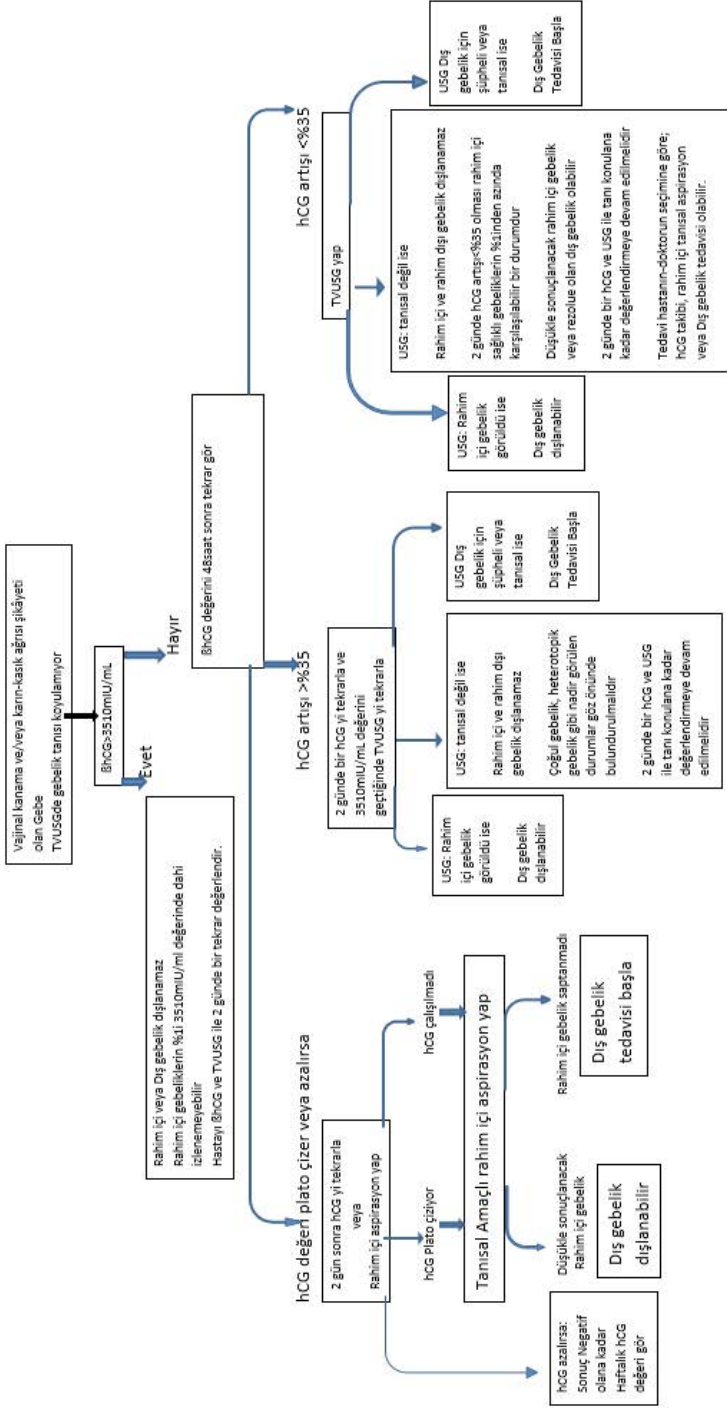 Vajinal kanama ve/veya karın-kasık ağrısı şikâyeti
olan Gebe
TVUSGde gebelik tanısı koyulamıyor
ßhCG>3510mIU/mL
Evet
Hayır
Rahim içi veya Dış gebelik dışlanamaz
Rahim içi gebeliklerin %1i 3510mIU/ml değerinde dahi
izlenemeyebilir
Hastayı ßhCG ve TVUSG ile 2 günde bir tekrar değerlendir.
ßhCG değerini 48saat sonra tekrar gör
hCG değeri plato çizer veya azalırsa
2 gün sonra hCG yi tekrarla
veya
Rahim içi aspirasyon yap
hCG azalırsa:
Sonuç Negatif
olana kadar
Haftalık hCG
değeri gör
hCG Plato çiziyor
hCG çalışılmadı
Tanısal Amaçlı rahim içi aspirasyon yap
Düşükle sonuçlanacak
Rahim içi gebelik
Dış gebelik
dışlanabilir
Rahim içi gebelik saptanmadı
Dış gebelik
tedavisi başla
hCG artışı >%35
2 günde bir hCG yi tekrarla ve
3510mIU/mL değerini
geçtiğinde TVUSG yi tekrarla
USG: Rahim
içi gebelik
görüldü ise
Dış gebelik
dışlanabilir
USG: tanısal değil ise
Rahim içi ve rahim dışı
gebelik dışlanamaz
Çoğul gebelik, heterotopik
gebelik gibi nadir görülen
durumlar göz önünde
bulundurulmalıdır
2 günde bir hCG ve USG
ile tanı konulana kadar
değerlendirmeye devam
edilmelidir
USG Dış
gebelik için
şüpheli veya
tanısal ise
Dış Gebelik
Tedavisi Başla
hCG artışı <%35
TVUSG yap
USG: Rahim
içi gebelik
görüldü ise
Dış gebelik
dışlanabilir
USG: tanısal değil ise
Rahim içi ve rahim dışı gebelik dışlanamaz
2 günde hCG artışı<%35 olması rahim içi
sağlıklı gebeliklerin %1inden azında
karşılaşılabilir bir durumdur
Düşükle sonuçlanacak rahim içi gebelik
veya rezolue olan dış gebelik olabilir
2 günde bir hCG ve USG ile tanı konulana
kadar değerlendirmeye devam edilmelidir
Tedavi hastanın-doktorun seçimine göre;
hCG takibi, rahim içi tanısal aspirasyon
veya Dış gebelik tedavisi olabilir.
USG Dış
gebelik için
şüpheli veya
tanısal ise
Dış Gebelik
Tedavisi Başla